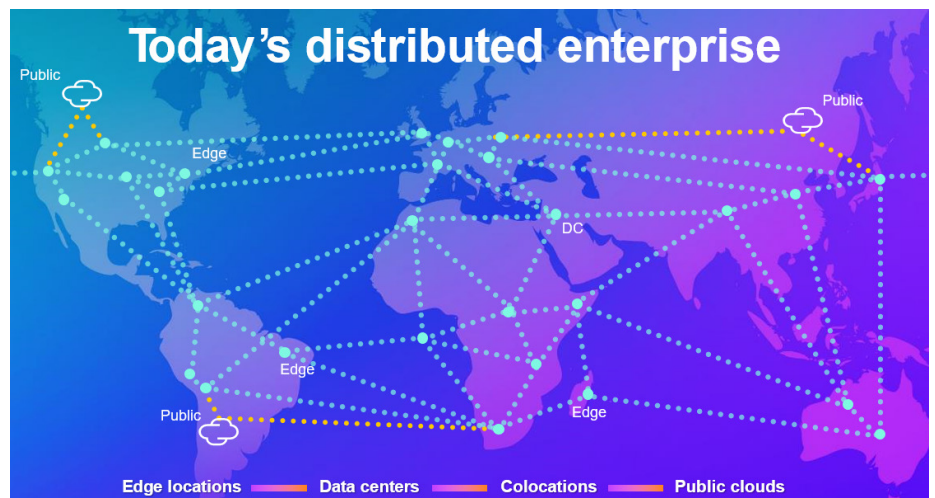 Today's distributed enterprise
Public
Public
Edge
DC
Edge
Edge
Public
Edge locations Data centers Colocations Public clouds